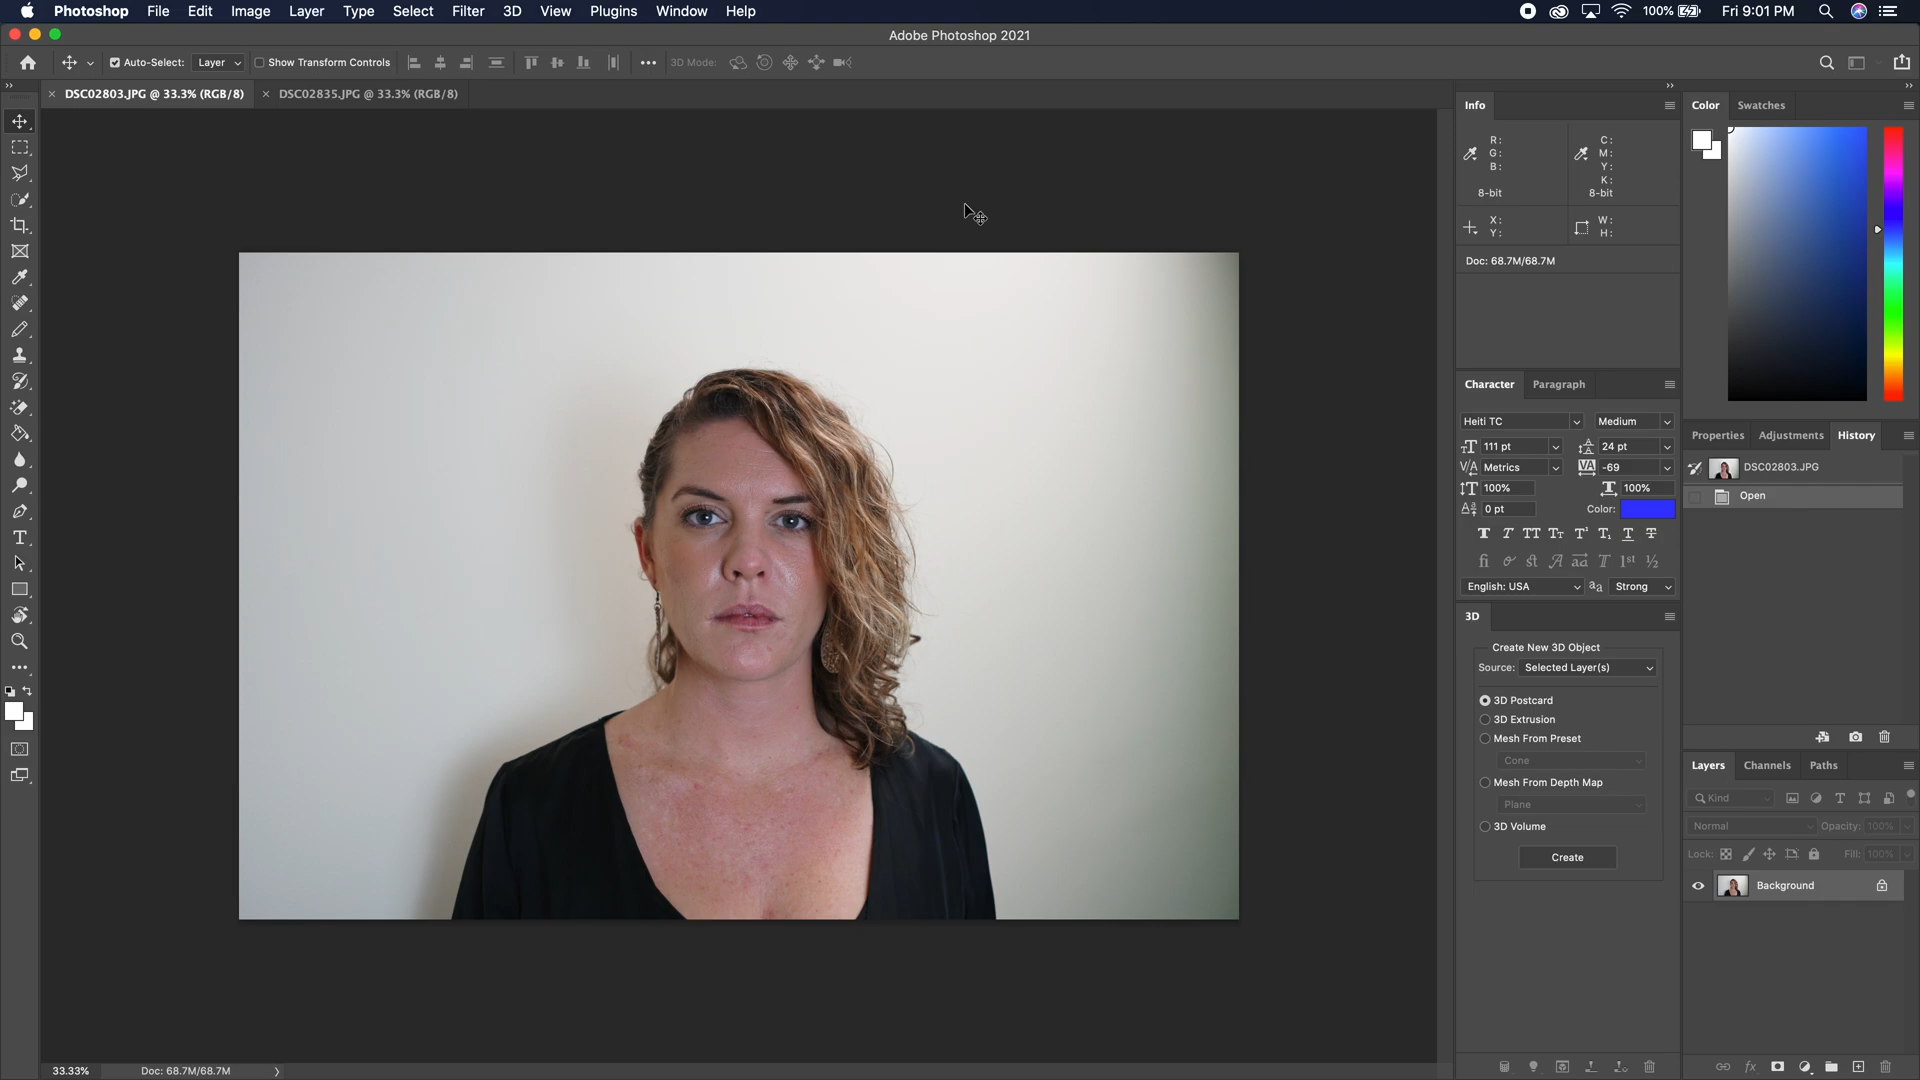 Photoshop File Edit Image Layer Type Select Filter 3D View Plugins Window Help 100% Fri 9:01 PM
Adobe Photoshop 2021
Auto-Select: Layer Show Transform Controls 3D Mode:
DSC02803.JPG @ 33.3% (RGB/8) DSC02835.JPG @ 33.3% (RGB/8)
Info
R: C:
G: M:
B: Y:
K:
8-bit 8-bit
X: W:
Y: H:
Doc: 68.7M/68.7M
Character Paragraph
Heiti TC Medium
111 pt 24 pt
Metrics -69
100% 100%
0 pt Color:
English: USA Strong
3D
Create New 3D Object
Source: Selected Layer(s)
3D Postcard
3D Extrusion
Mesh From Preset
Cone
Mesh From Depth Map
Plane
3D Volume
Create
Color Swatches
Properties Adjustments History
DSC02803.JPG
Open
Layers Channels Paths
Kind
Normal Opacity: 100%
Lock: Fill: 100%
Background
33.33% Doc: 68.7M/68.7M